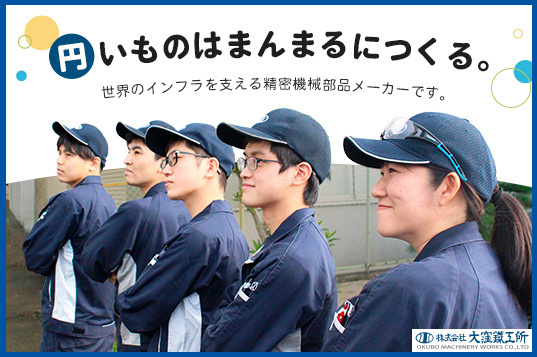 円いものはまんまるにつくる。
世界のインフラを支える精密機械部品メーカーです。
株式会社 大窪鐵工所
OKUBO MACHINERY WORKS CO.,LTD